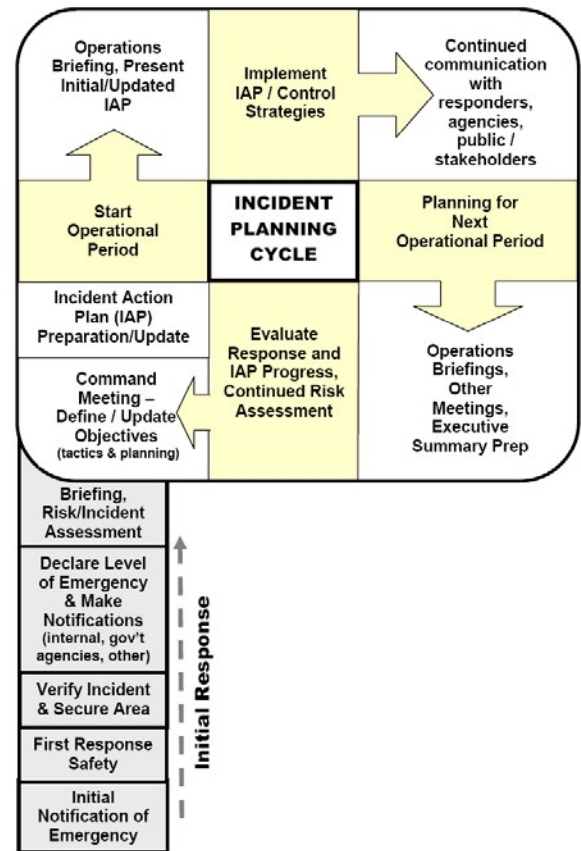 Operations
Briefing, Present
Initial/Updated
IAP
Implement
IAP / Control
Strategies
Continued
communication
with
responders,
agencies,
public /
stakeholders
Start
Operational
Period
INCIDENT
PLANNING
CYCLE
Planning for
Next
Operational Period
Incident Action
Plan (IAP)
Preparation/Update
Command
Meeting –
Define / Update
Objectives
(tactics & planning)
Evaluate
Response and
IAP Progress,
Continued Risk
Assessment
Operations
Briefings,
Other
Meetings,
Executive
Summary Prep
Briefing,
Risk/Incident
Assessment
Declare Level
of Emergency
& Make
Notifications
(internal, gov't
agencies, other)
Verify Incident
& Secure Area
First Response
Safety
Initial
Notification of
Emergency
Initial Response